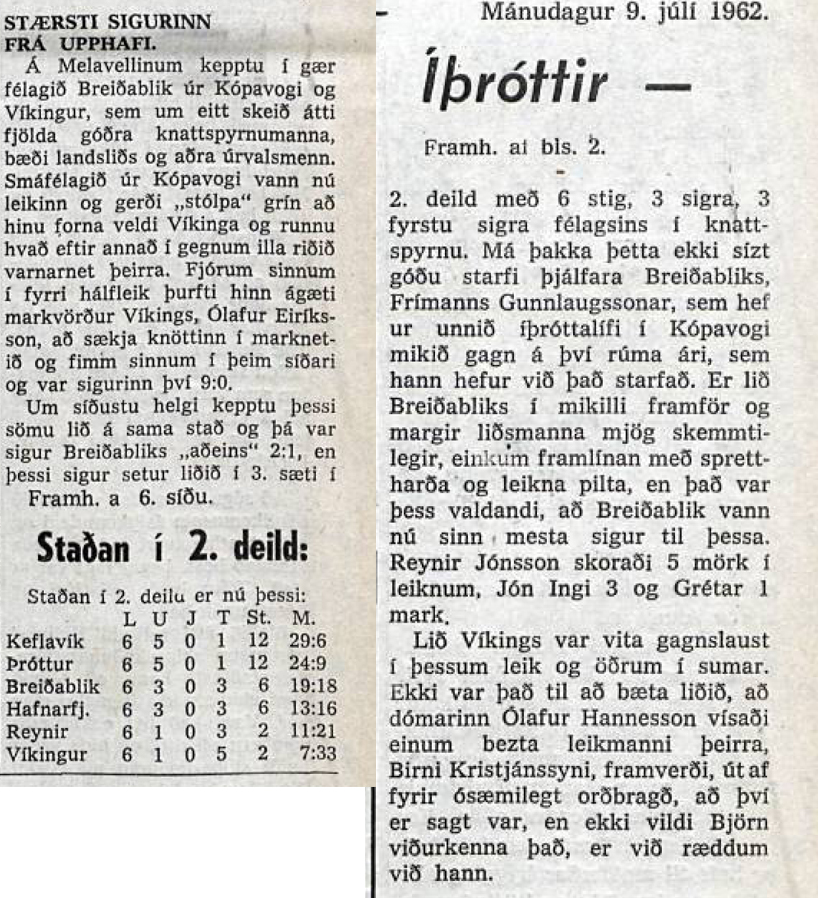 STÆRSTI SIGURINN
FRÁ UPPHAFI.
Á Melavellinum kepptu í gær
félagið Breiðablik úr Kópavogi og
Víkingur, sem um eitt skeið átti
fjölda góðra knattspyrnumanna,
bæði landsliðs og aðra úrvalsmenn.
Smáfélagið úr Kópavogi vann nú
leikinn og gerði „stólpa“ grín að
hinu forna veldi Víkinga og runnu
hvað eftir annað í gegnum illa riðið
varnarnet þeirra. Fjórum sinnum
í fyrri hálfleik þurfti hinn ágæti
markvörður Víkings, Ólafur Eiríks-
son, að sækja knöttinn í marknet-
ið og fimm sinnum í þeim síðari
og var sigurinn því 9:0.
Um síðustu helgi kepptu þessi
sömu lið á sama stað og þá var
sigur Breiðabliks „aðeins“ 2:1, en
þessi sigur setur liðið í 3. sæti í
Framh. a 6. síðu.
Staðan í 2. deild:
Staðan í 2. deilu er nú þessi:
L U J T St. M.
Keflavík 6 5 0 1 12 29:6
Þróttur 6 5 0 1 12 24:9
Breiðablik 6 3 0 3 6 19:18
Hafnarfj. 6 3 0 3 6 13:16
Reynir 6 1 0 3 2 11:21
Víkingur 6 1 0 5 2 7:33
Mánudagur 9. júlí 1962.
Íþróttir —
Framh. af bls. 2.
2. deild með 6 stig, 3 sigra, 3
fyrstu sigra félagsins í knatt-
spyrnu. Má þakka þetta ekki sízt
góðu starfi þjálfara Breiðabliks,
Frímanns Gunnlaugssonar, sem hef
ur unnið íþróttalífi í Kópavogi
mikið gagn á því rúma ári, sem
hann hefur við það starfað. Er lið
Breiðabliks í mikilli framför og
margir liðsmanna mjög skemmti-
legir, einkum framlínan með sprett-
harða og leikna pilta, en það var
þess valdandi, að Breiðablik vann
nú sinn mesta sigur til þessa.
Reynir Jónsson skoraði 5 mörk í
leiknum, Jón Ingi 3 og Grétar 1
mark.
Lið Víkings var vita gagnslaust
í þessum leik og öðrum í sumar.
Ekki var það til að bæta liðið, að
dómarinn Ólafur Hannesson vísaði
einum bezta leikmanni þeirra,
Birni Kristjánssyni, framverði, út af
fyrir ósæmilegt orðbragð, að því
er sagt var, en ekki vildi Björn
viðurkenna það, er við ræddum
við hann.